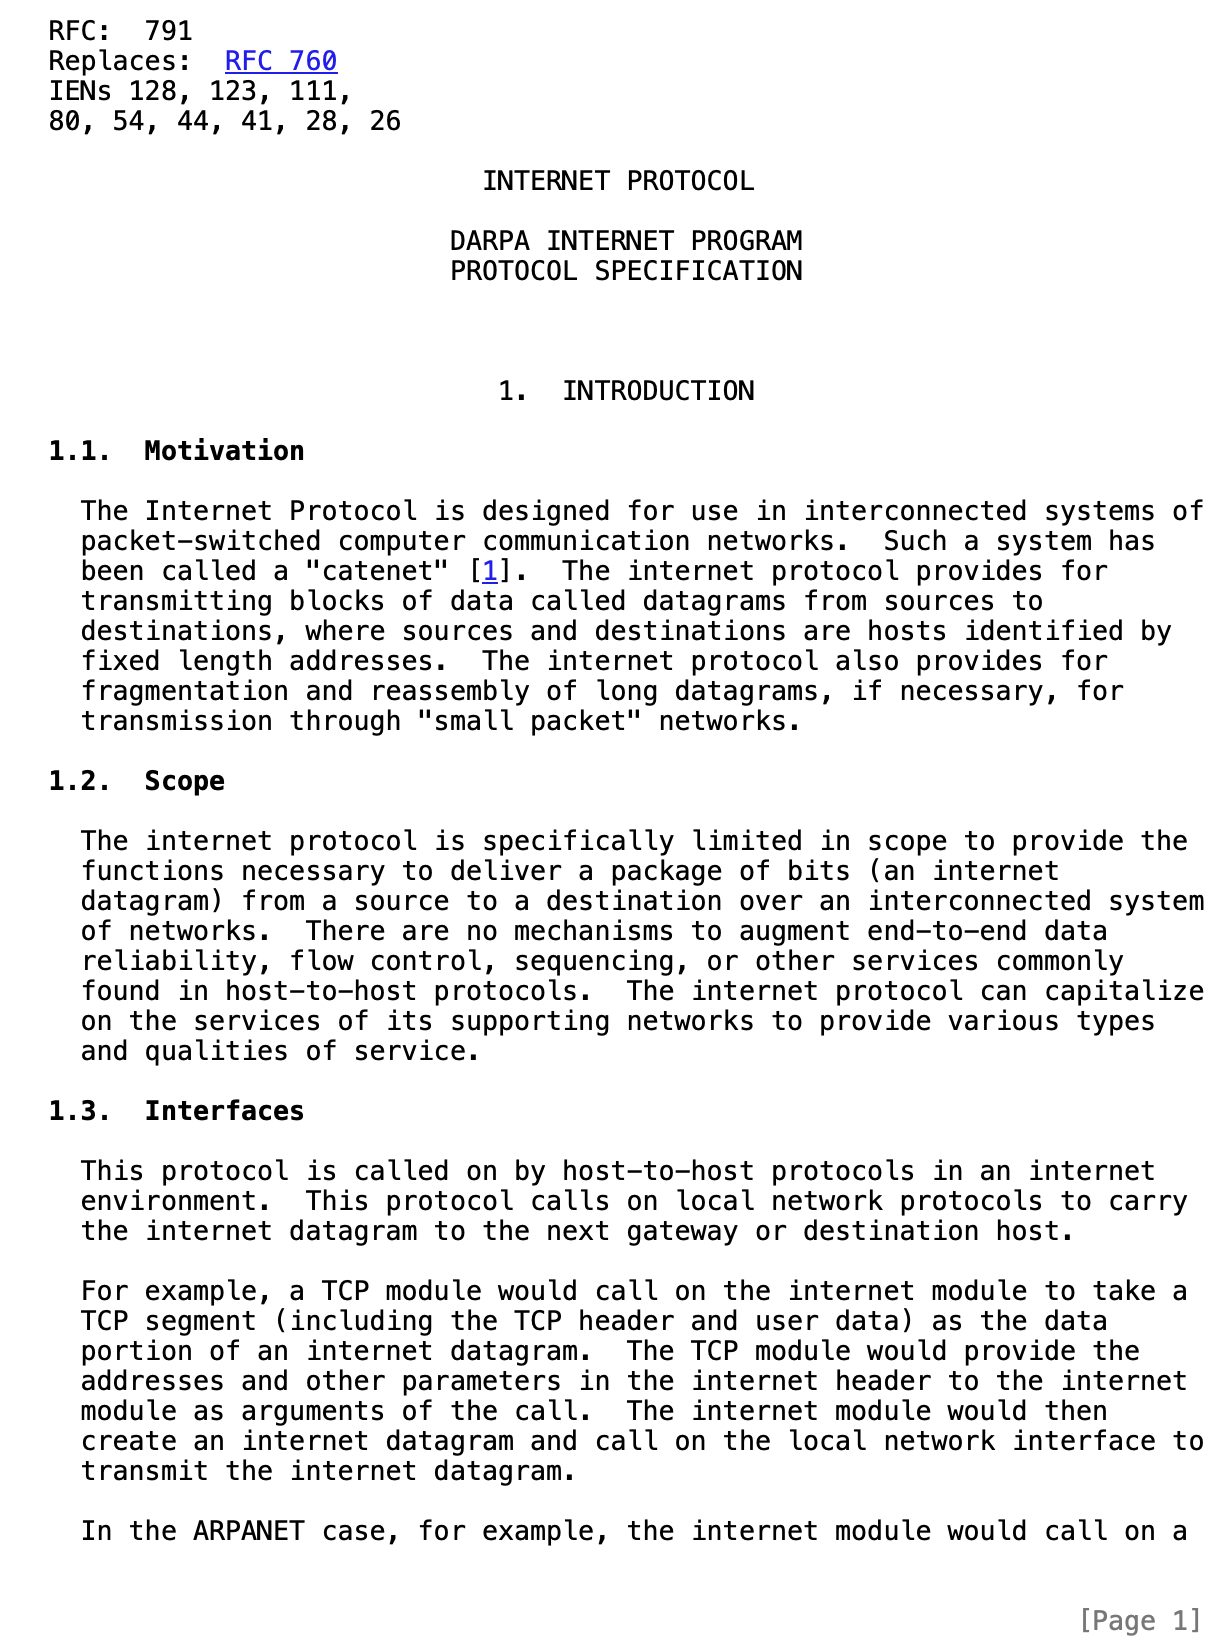 RFC:  791
Replaces:  RFC 760
IENs 128, 123, 111,
80, 54, 44, 41, 28, 26
INTERNET PROTOCOL
DARPA INTERNET PROGRAM
PROTOCOL SPECIFICATION
1.  INTRODUCTION
1.1.  Motivation
The Internet Protocol is designed for use in interconnected systems of
packet-switched computer communication networks.  Such a system has
been called a "catenet" [1].  The internet protocol provides for
transmitting blocks of data called datagrams from sources to
destinations, where sources and destinations are hosts identified by
fixed length addresses.  The internet protocol also provides for
fragmentation and reassembly of long datagrams, if necessary, for
transmission through "small packet" networks.
1.2.  Scope
The internet protocol is specifically limited in scope to provide the
functions necessary to deliver a package of bits (an internet
datagram) from a source to a destination over an interconnected system
of networks.  There are no mechanisms to augment end-to-end data
reliability, flow control, sequencing, or other services commonly
found in host-to-host protocols.  The internet protocol can capitalize
on the services of its supporting networks to provide various types
and qualities of service.
1.3.  Interfaces
This protocol is called on by host-to-host protocols in an internet
environment.  This protocol calls on local network protocols to carry
the internet datagram to the next gateway or destination host.
For example, a TCP module would call on the internet module to take a
TCP segment (including the TCP header and user data) as the data
portion of an internet datagram.  The TCP module would provide the
addresses and other parameters in the internet header to the internet
module as arguments of the call.  The internet module would then
create an internet datagram and call on the local network interface to
transmit the internet datagram.
In the ARPANET case, for example, the internet module would call on a
[Page 1]